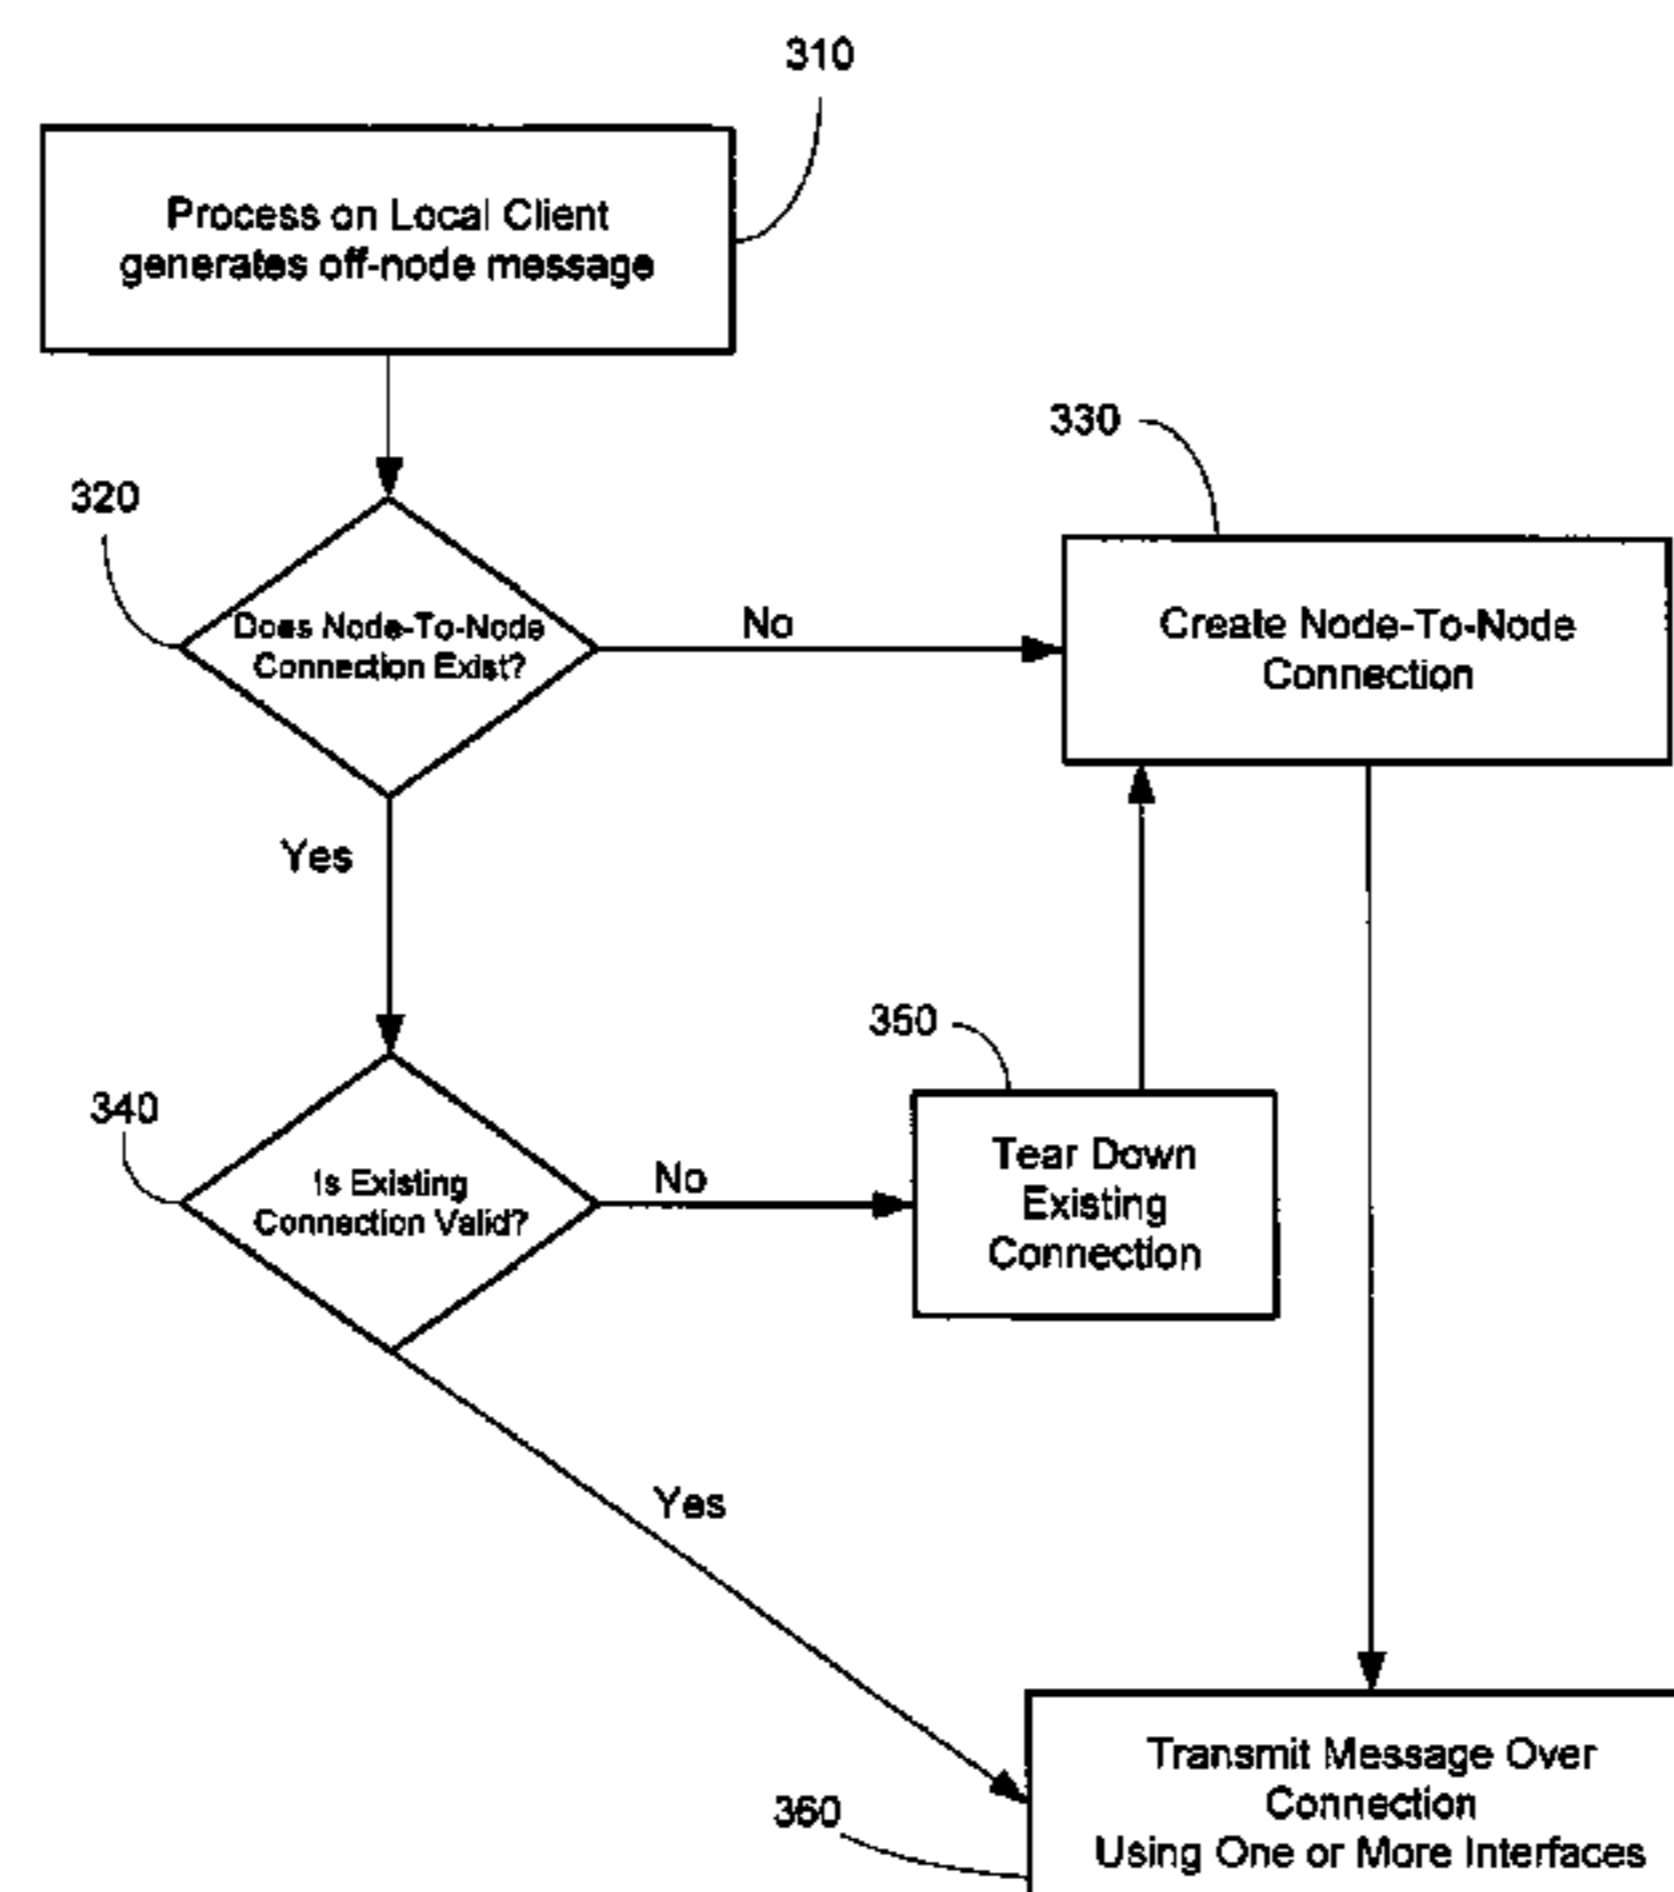 310
Process on Local Client
generates off-node message
330
320
Does Node-To-Node
Connection Exist?
No
Create Node-To-Node
Connection
Yes
350
340
Is Existing
Connection Valid?
No
Tear Down
Existing
Connection
Yes
360
Transmit Message Over
Connection
Using One or More Interfaces